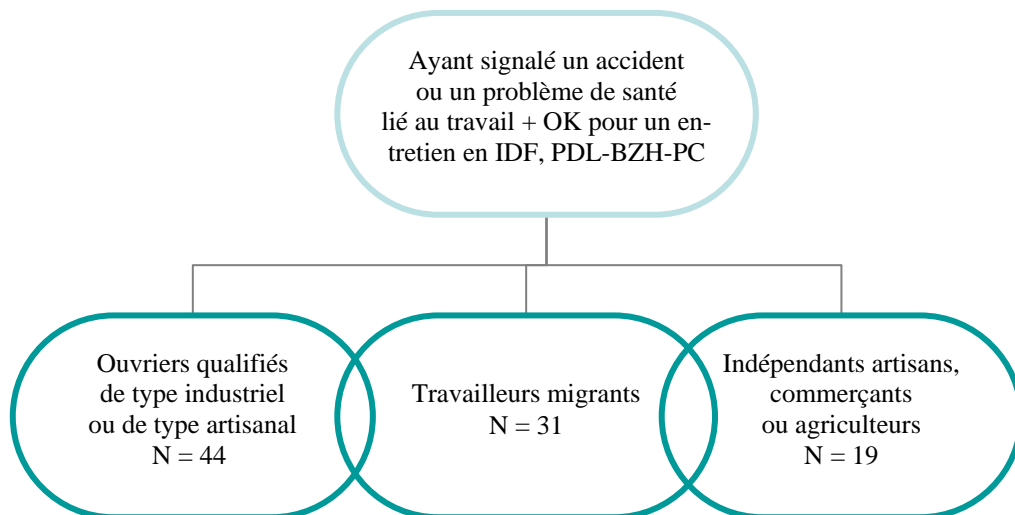 Ayant signalé un accident
ou un problème de santé
lié au travail + OK pour un en-
tretien en IDF, PDL-BZH-PC
Ouvriers qualifiés
de type industriel
ou de type artisanal
N = 44
Travailleurs migrants
N = 31
Indépendants artisans,
commerçants
ou agriculteurs
N = 19